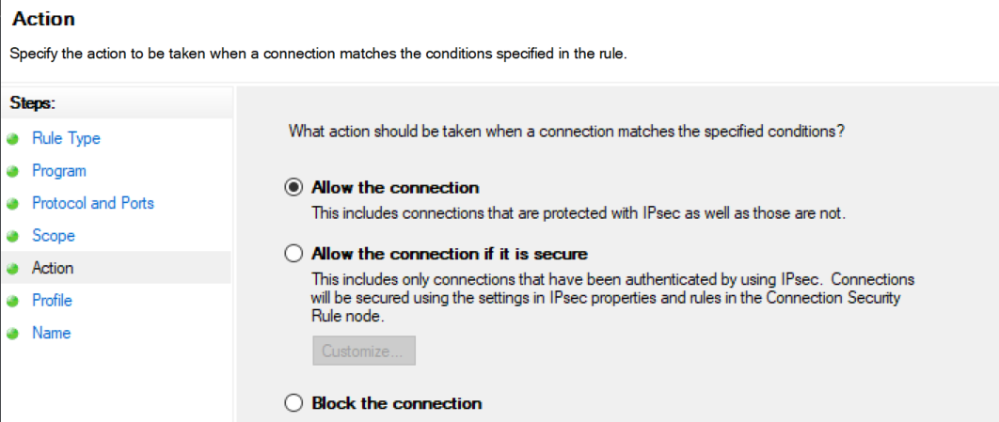 Action
Specify the action to be taken when a connection matches the conditions specified in the rule.
Steps:
Rule Type
Program
Protocol and Ports
Scope
Action
Profile
Name
What action should be taken when a connection matches the specified conditions?
Allow the connection
This includes connections that are protected with IPsec as well as those are not.
Allow the connection if it is secure
This includes only connections that have been authenticated by using IPsec. Connections
will be secured using the settings in IPsec properties and rules in the Connection Security
Rule node.
Customize...
Block the connection